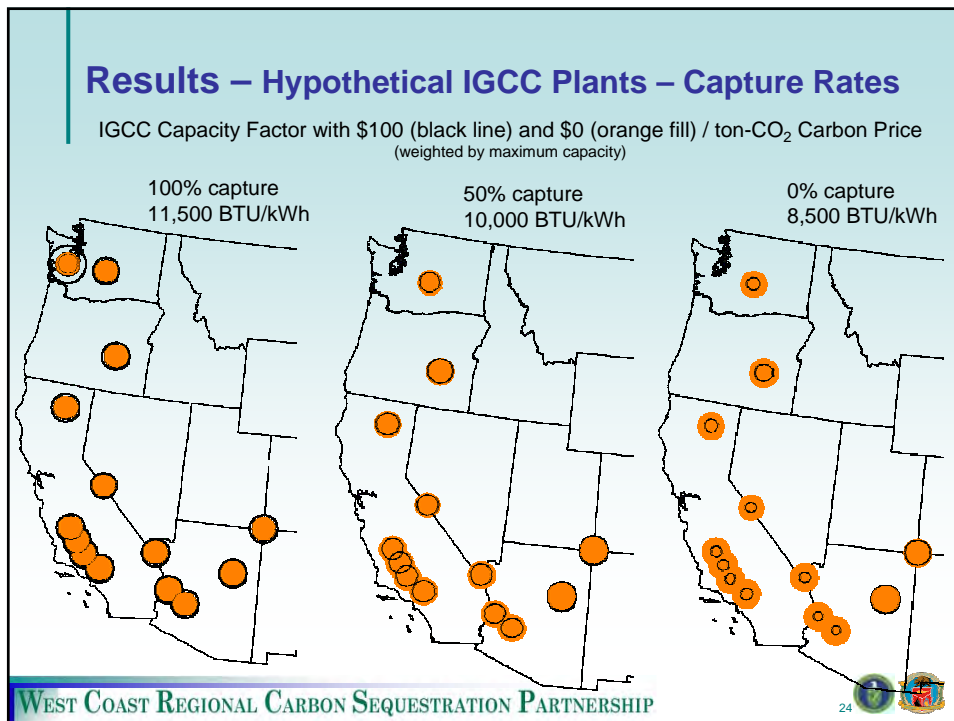 Results – Hypothetical IGCC Plants – Capture Rates
IGCC Capacity Factor with $100 (black line) and $0 (orange fill) / ton-CO₂ Carbon Price
(weighted by maximum capacity)
100% capture
11,500 BTU/kWh
50% capture
10,000 BTU/kWh
0% capture
8,500 BTU/kWh
WEST COAST REGIONAL CARBON SEQUESTRATION PARTNERSHIP
24